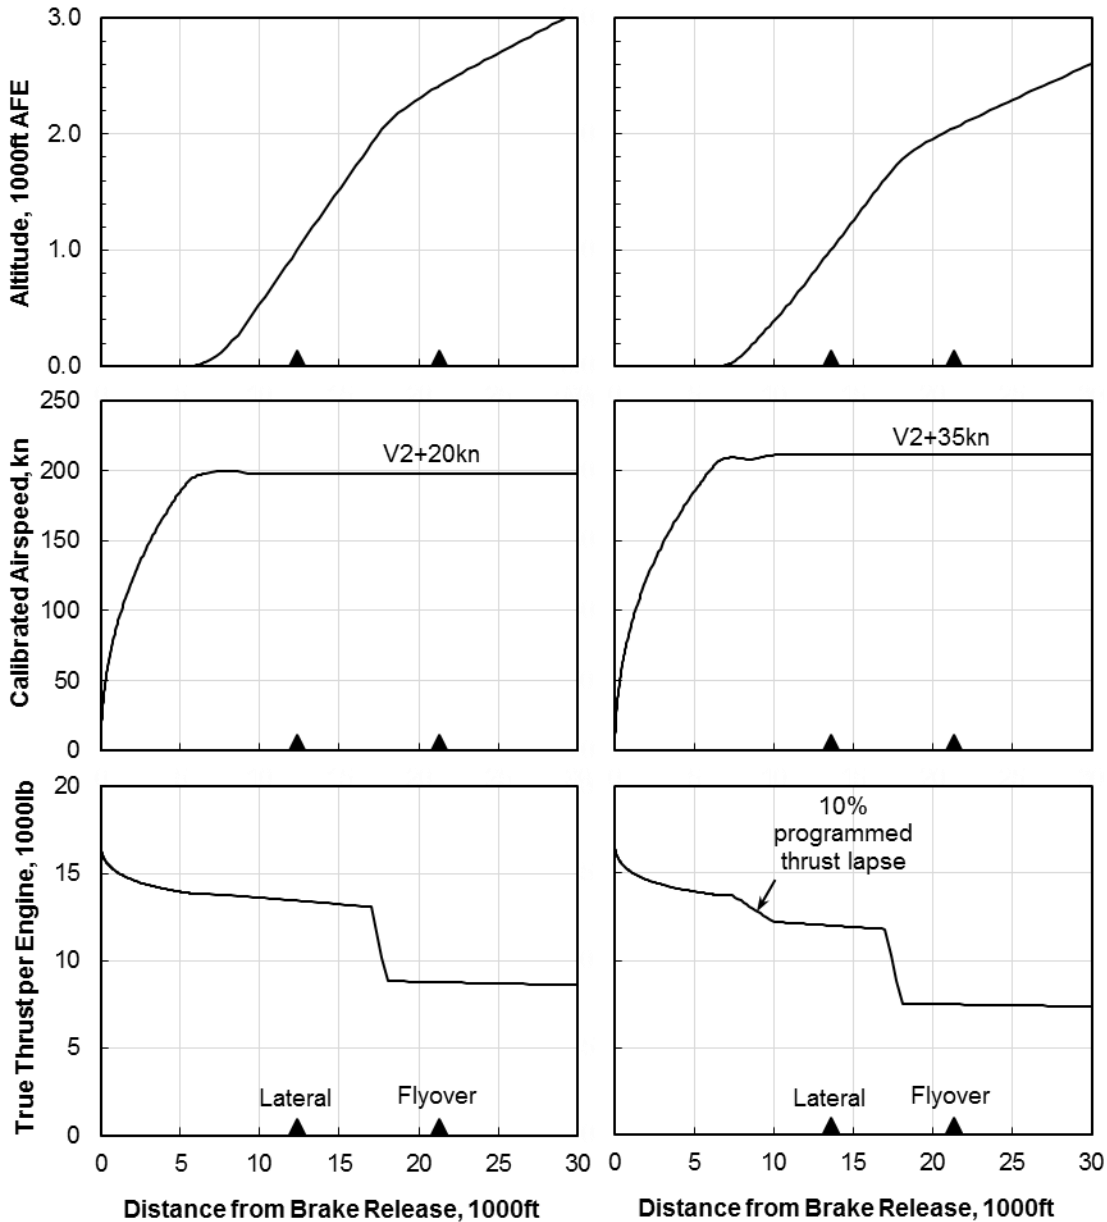 Altitude, 1000ft AFE
3.0
2.0
1.0
0.0
Calibrated Airspeed, kn
250
200
150
100
50
0
V2+20kn
V2+35kn
True Thrust per Engine, 1000lb
20
15
10
5
0
10%
programmed
thrust lapse
Lateral
Flyover
Lateral
Flyover
0 5 10 15 20 25 30
0 5 10 15 20 25 30
Distance from Brake Release, 1000ft
Distance from Brake Release, 1000ft